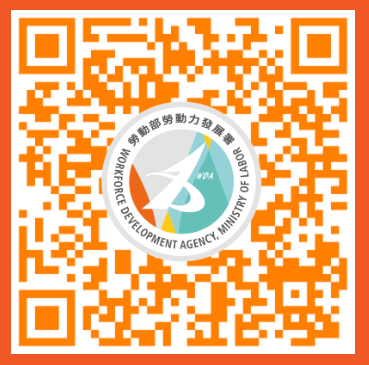 勞動部勞動力發展署
WDA
WORKFORCE DEVELOPMENT AGENCY, MINISTRY OF LABOR